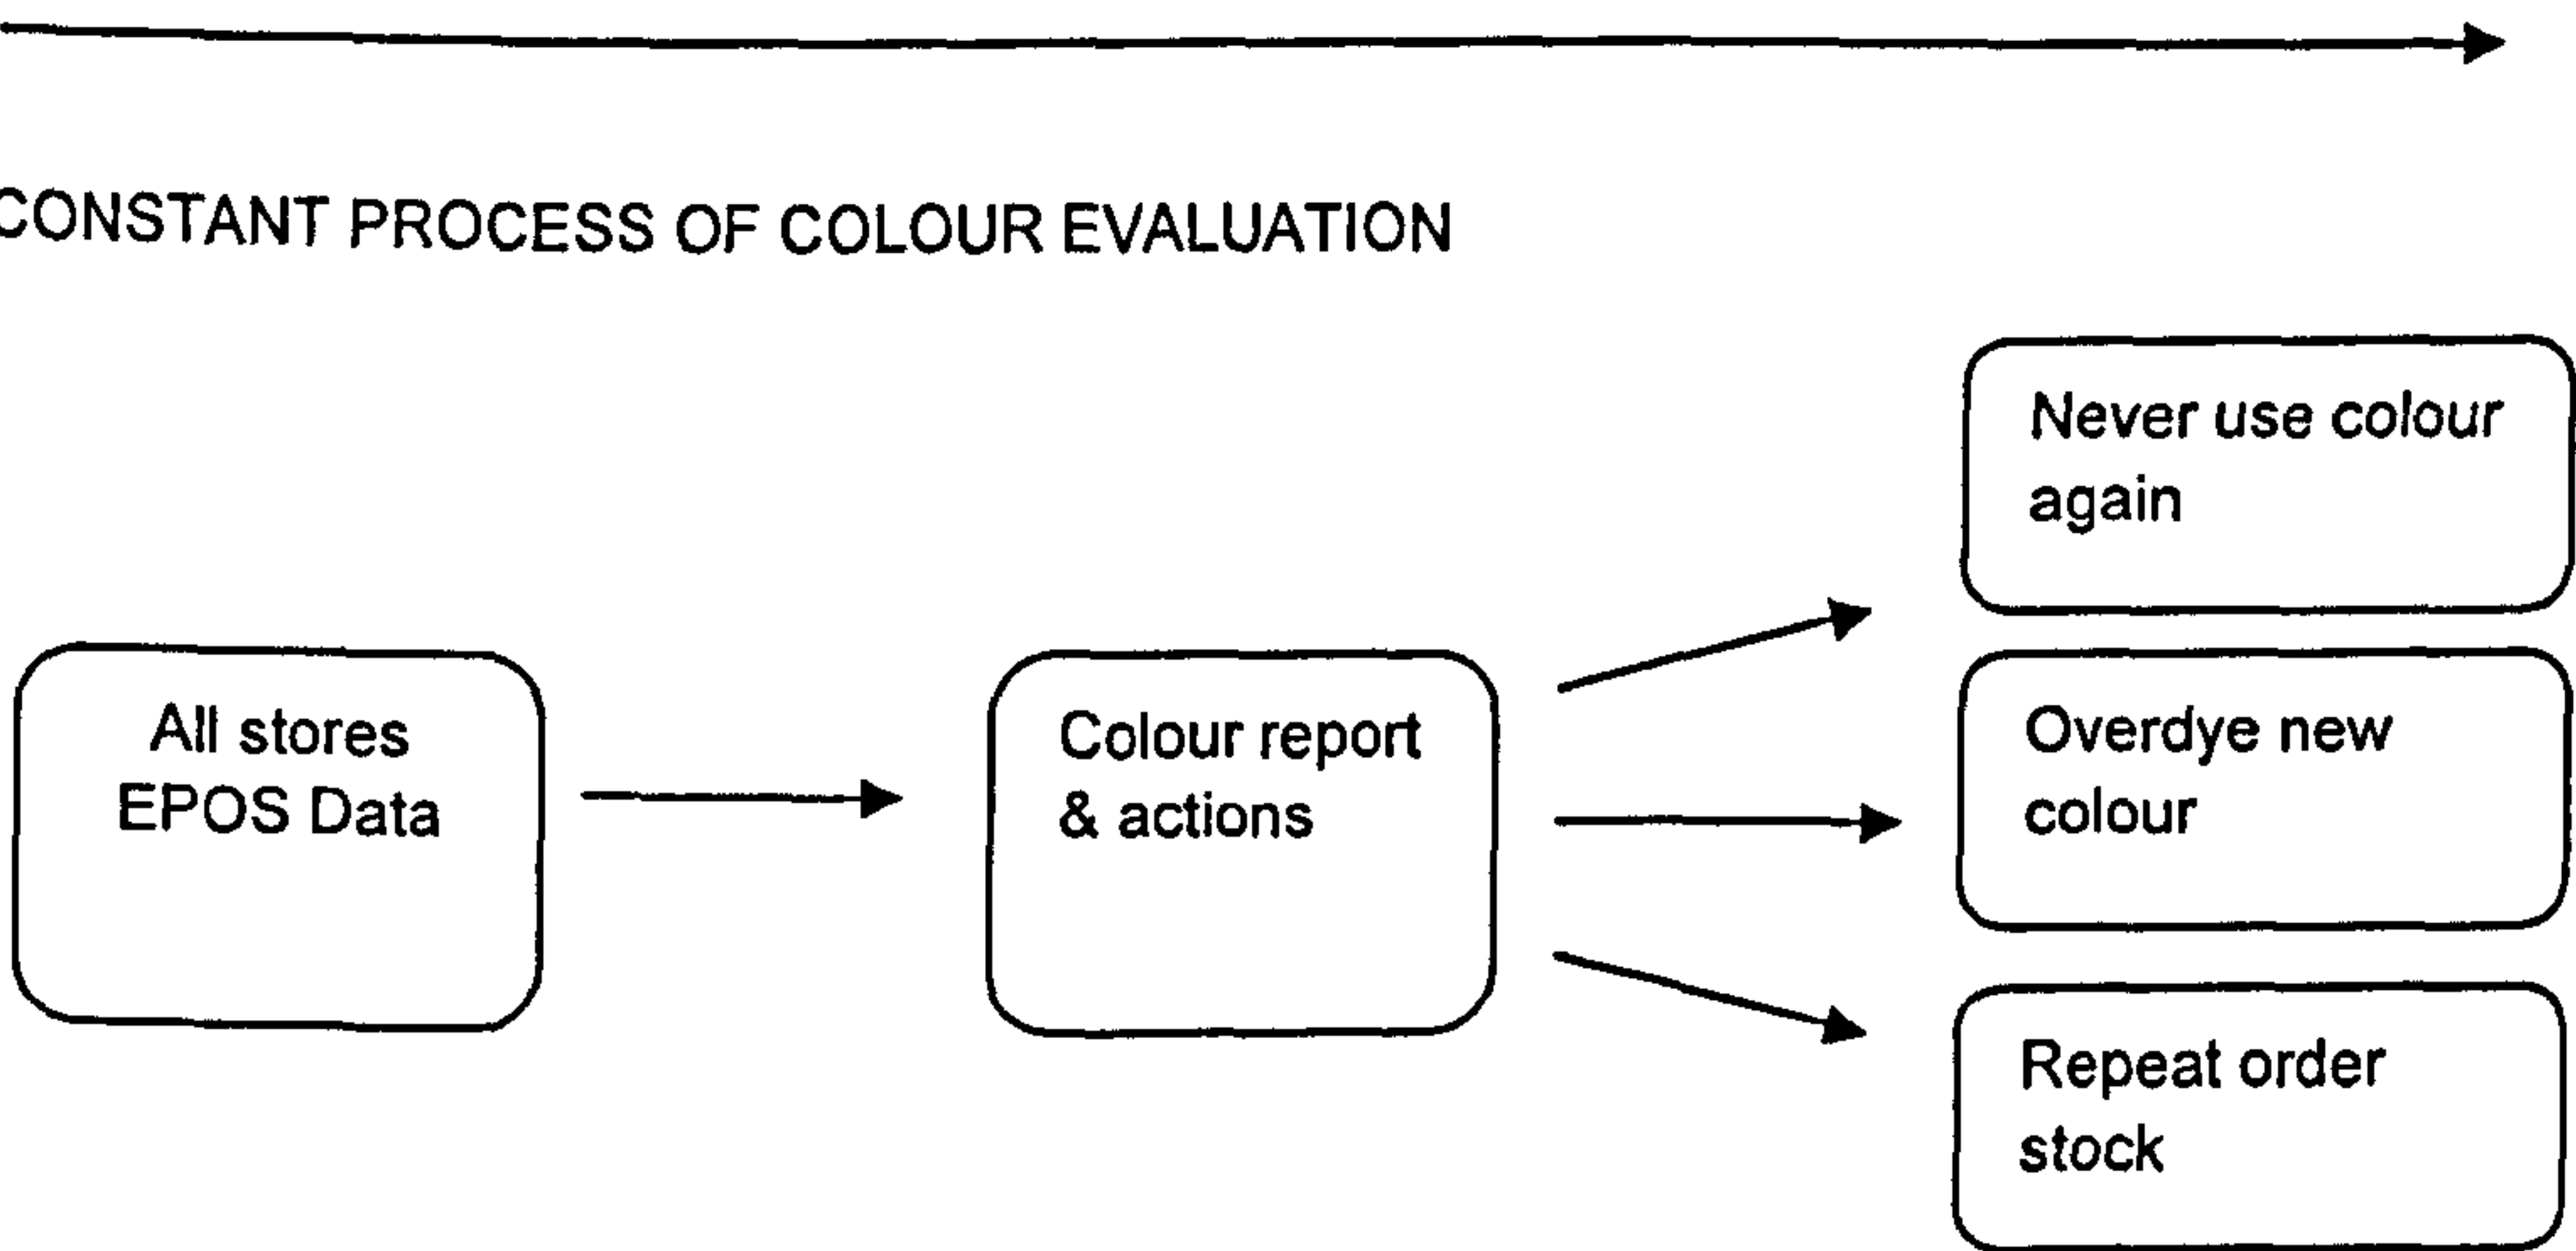 CONSTANT PROCESS OF COLOUR EVALUATION
All stores
EPOS Data
Colour report
& actions
Never use colour
again
Overdye new
colour
Repeat order
stock